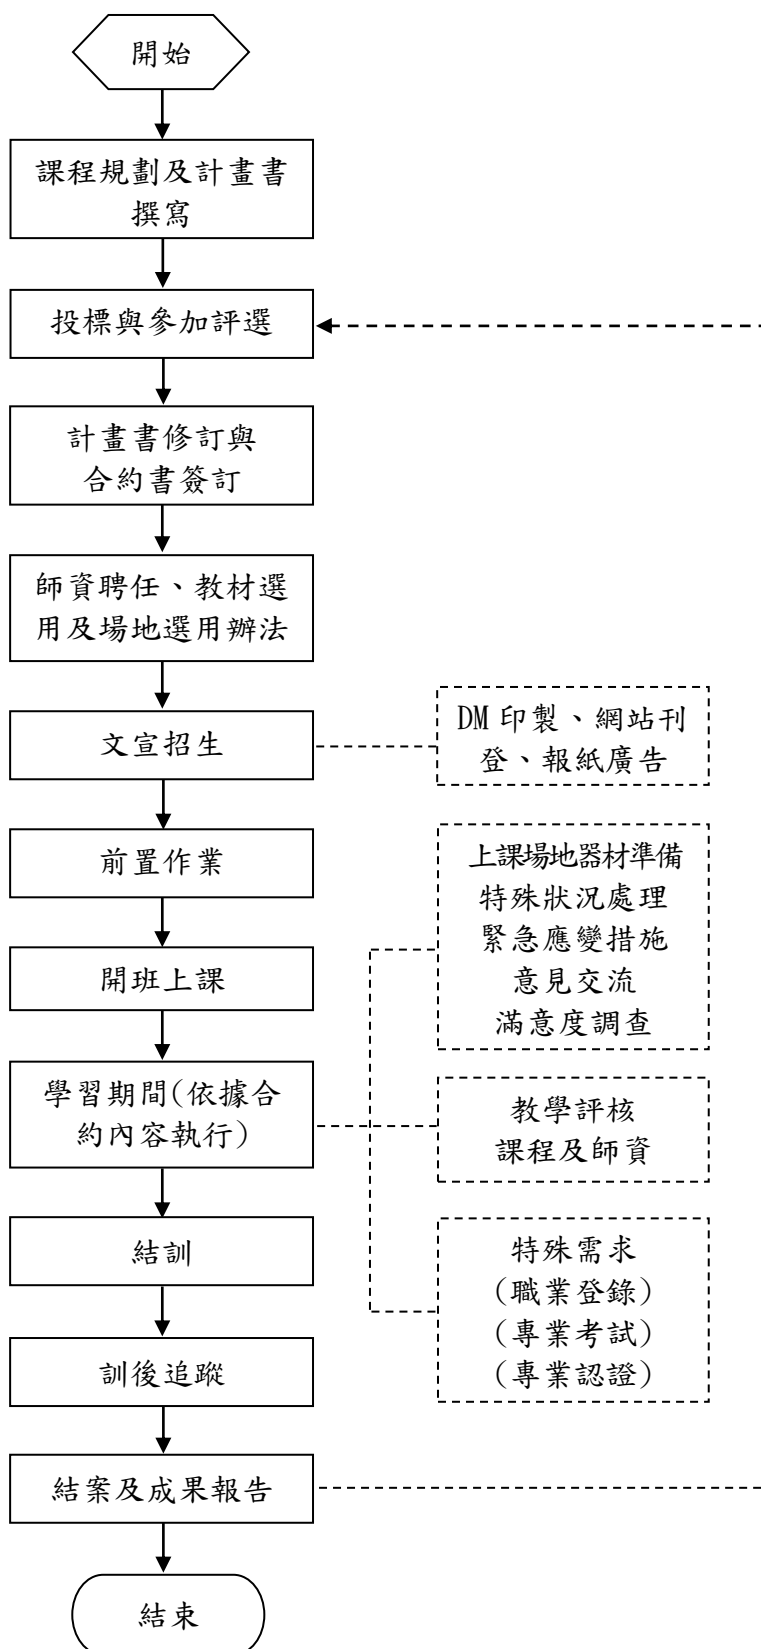 開始
課程規劃及計畫書
撰寫
投標與參加評選
計畫書修訂與
合約書簽訂
師資聘任、教材選
用及場地選用辦法
文宣招生
DM 印製、網站刊
登、報紙廣告
前置作業
上課場地器材準備
特殊狀況處理
緊急應變措施
意見交流
滿意度調查
開班上課
學習期間(依據合
約內容執行)
教學評核
課程及師資
結訓
特殊需求
(職業登錄)
(專業考試)
(專業認證)
訓後追蹤
結案及成果報告
結束